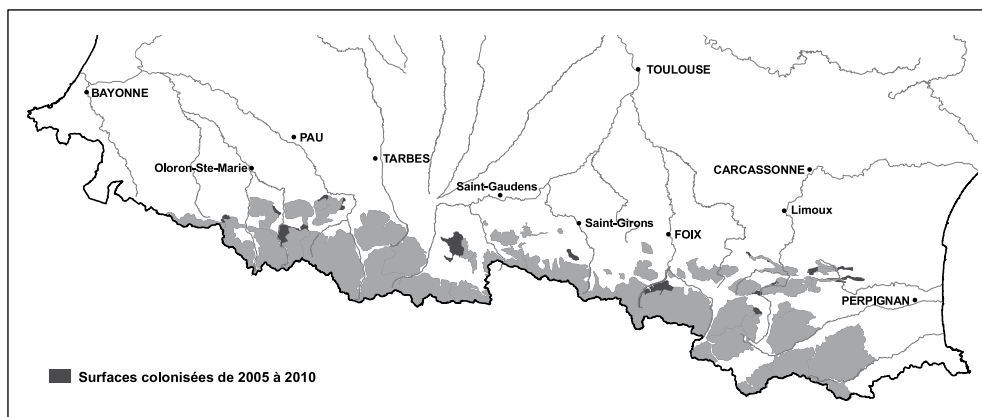 TOULOUSE
BAYONNE
PAU
TARBES
Oloron-Ste-Marie
CARCASSONNE
Saint-Gaudens
Limoux
Saint-Girons
FOIX
PERPIGNAN
Surfaces colonisées de 2005 à 2010